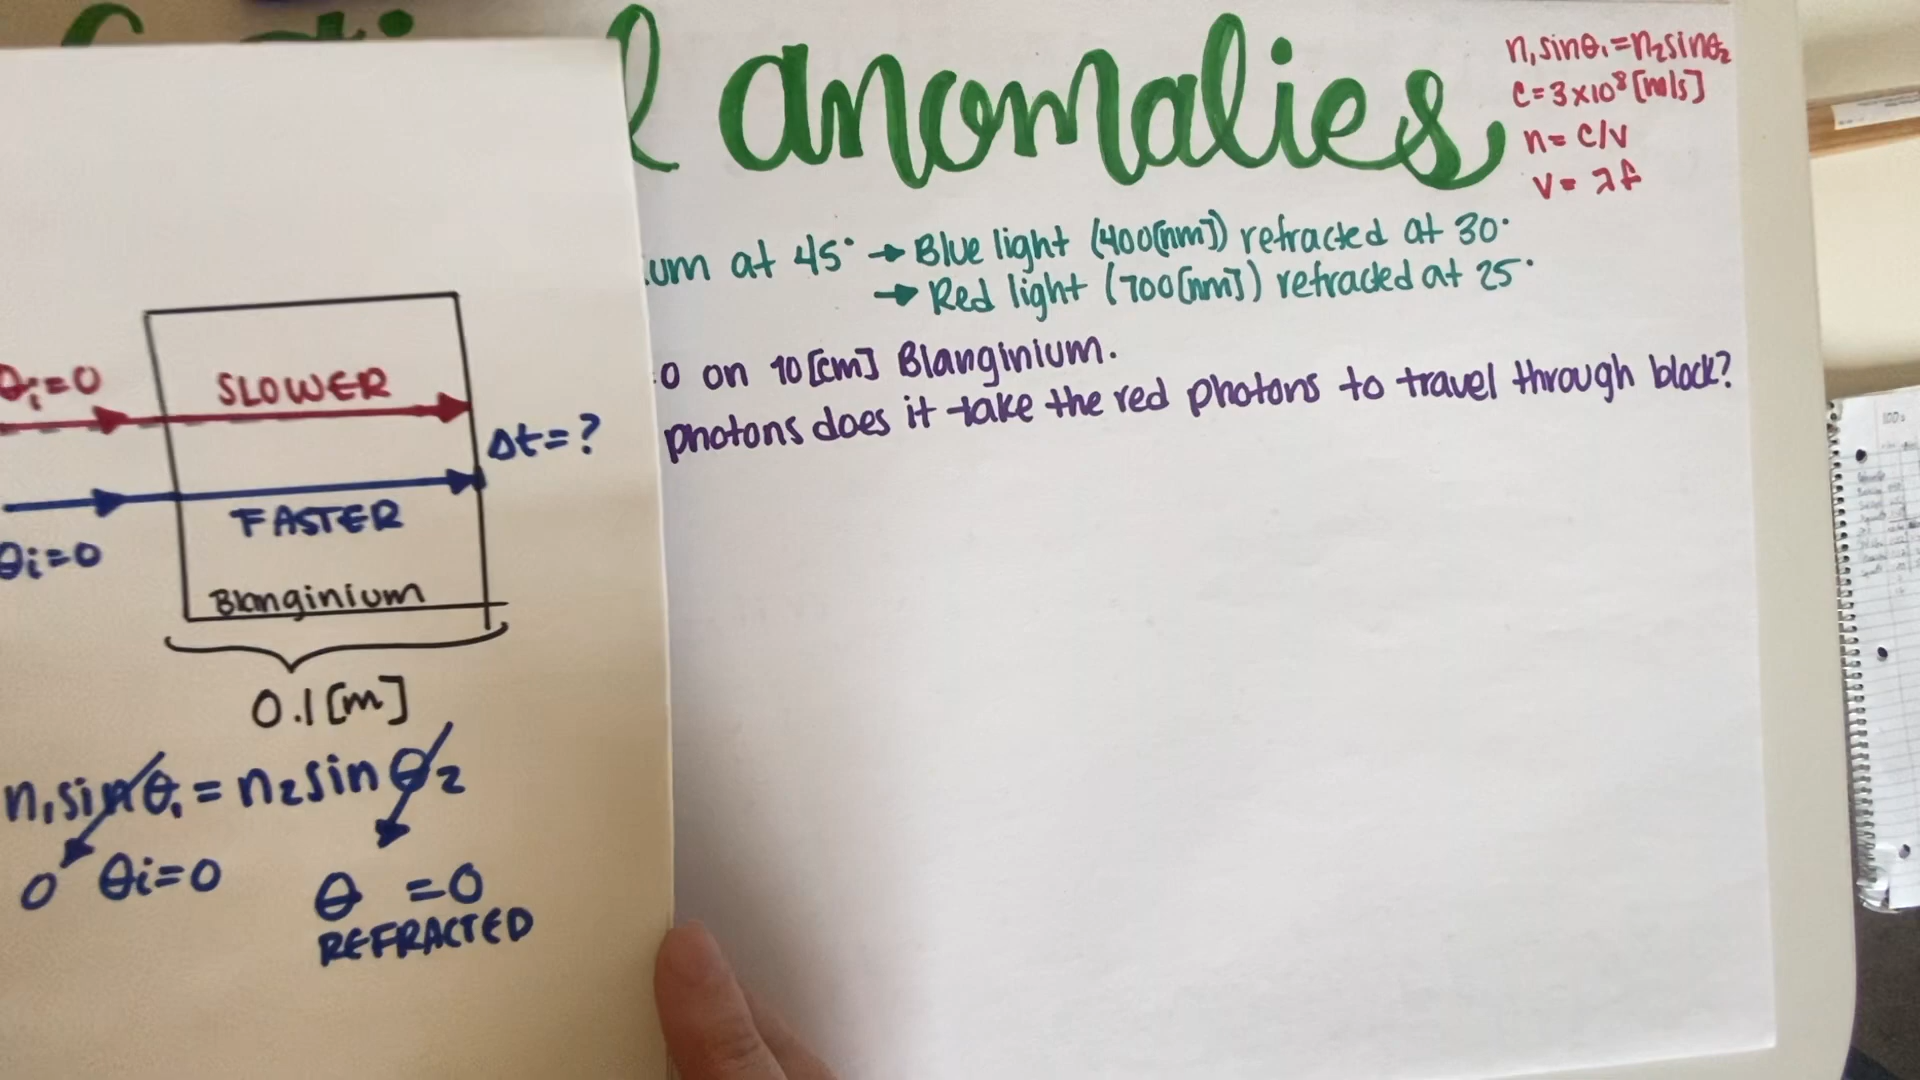 anomalies
n₁sinθ₁=n₂sinθ₂
c=3x10⁸[m/s]
n=c/v
v=λf
um at 45° → Blue light (400[nm]) refracted at 30°
→ Red light (700[nm]) refracted at 25°
0 on 10[cm] Blanginium.
photons does it take the red photons to travel through block?
θi=0
SLOWER
Δt=?
FASTER
θi=0
Blanginium
0.1[m]
n₁sinθ₁=n₂sinθ₂
0 θi=0
θ =0
REFRACTED